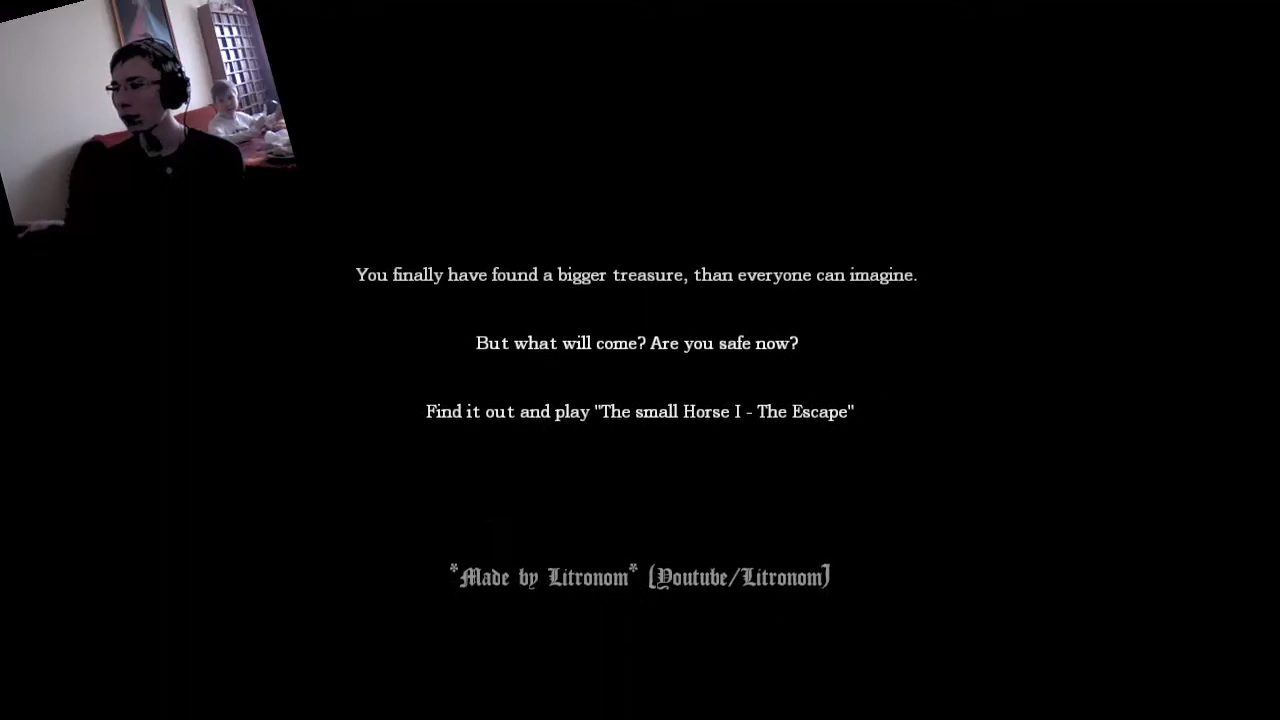 You finally have found a bigger treasure, than everyone can imagine.
But what will come? Are you safe now?
Find it out and play "The small Horse I - The Escape"
*Made by Litronom* [Youtube/Litronom]